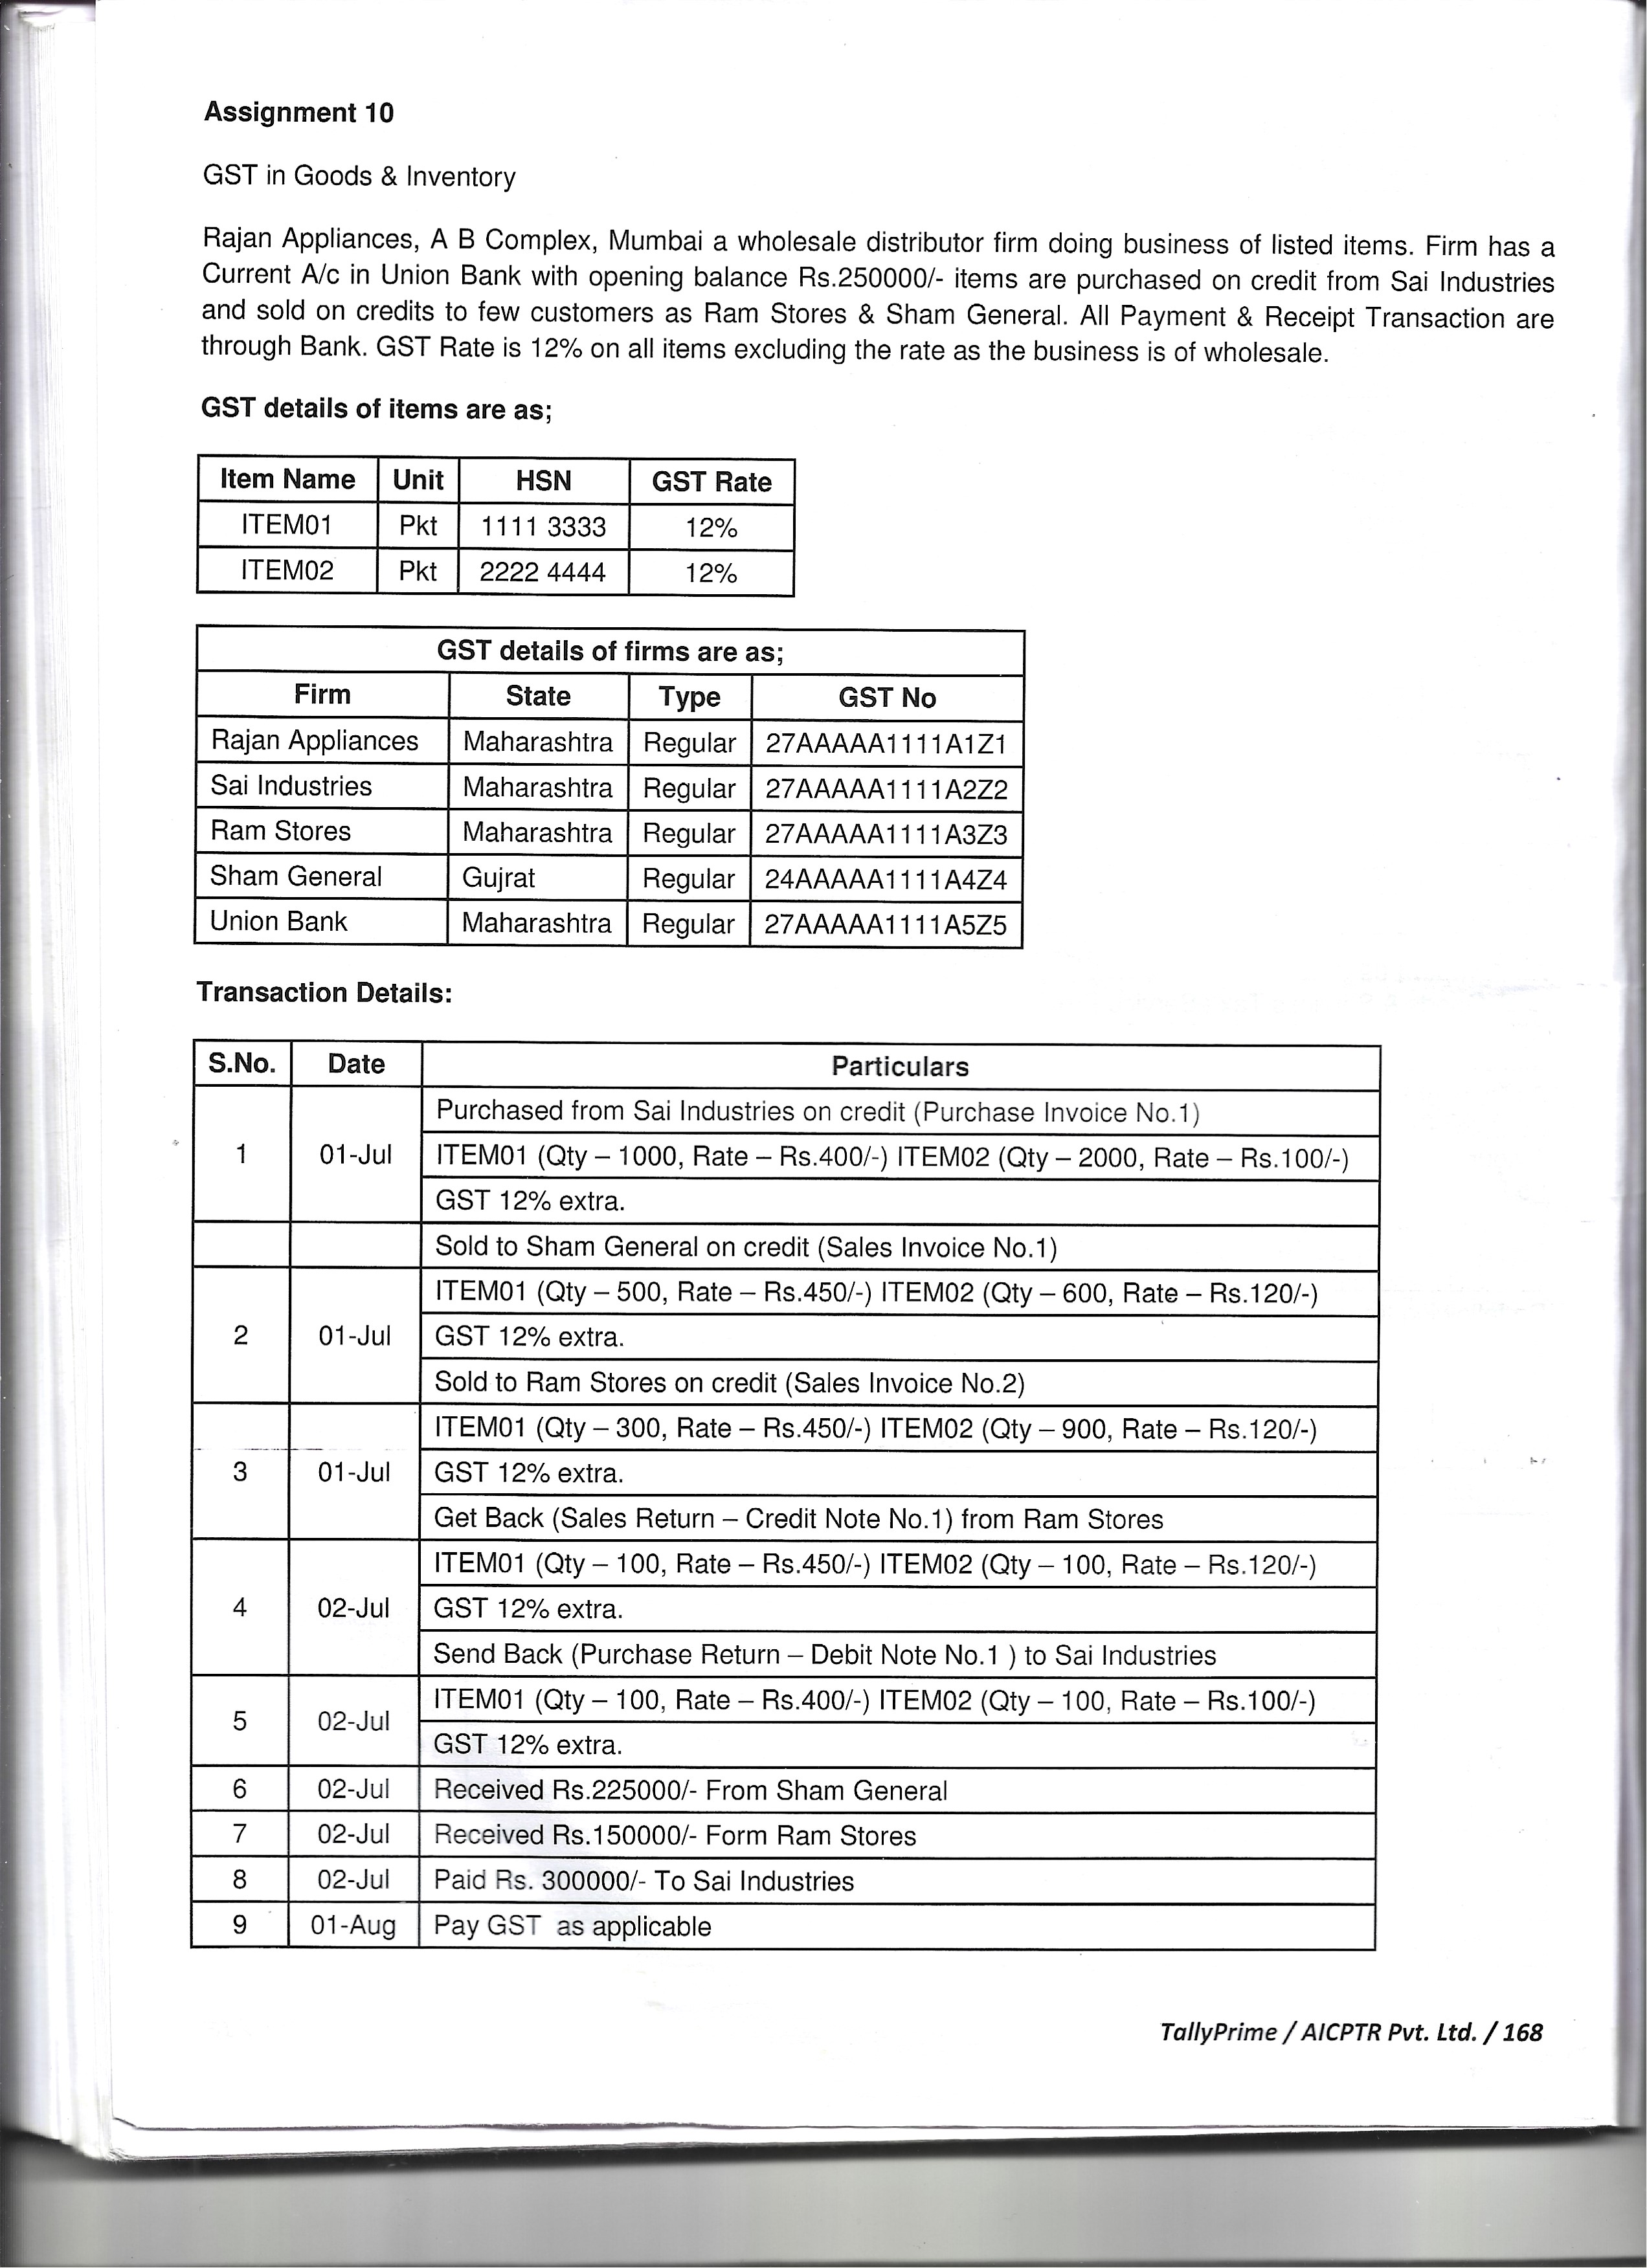 Assignment 10
GST in Goods & Inventory
Rajan Appliances, A B Complex, Mumbai a wholesale distributor firm doing business of listed items. Firm has a
Current A/c in Union Bank with opening balance Rs.250000/- items are purchased on credit from Sai Industries
and sold on credits to few customers as Ram Stores & Sham General. All Payment & Receipt Transaction are
through Bank. GST Rate is 12% on all items excluding the rate as the business is of wholesale.
GST details of items are as;
Item Name Unit HSN GST Rate
ITEM01 Pkt 1111 3333 12%
ITEM02 Pkt 2222 4444 12%
GST details of firms are as;
Firm State Type GST No
Rajan Appliances Maharashtra Regular 27AAAAA1111A1Z1
Sai Industries Maharashtra Regular 27AAAAA1111A2Z2
Ram Stores Maharashtra Regular 27AAAAA1111A3Z3
Sham General Gujrat Regular 24AAAAA1111A4Z4
Union Bank Maharashtra Regular 27AAAAA1111A5Z5
Transaction Details:
S.No. Date Particulars
Purchased from Sai Industries on credit (Purchase Invoice No.1)
1 01-Jul ITEM01 (Qty – 1000, Rate – Rs.400/-) ITEM02 (Qty – 2000, Rate – Rs.100/-)
GST 12% extra.
Sold to Sham General on credit (Sales Invoice No.1)
ITEM01 (Qty – 500, Rate – Rs.450/-) ITEM02 (Qty – 600, Rate – Rs.120/-)
2 01-Jul GST 12% extra.
Sold to Ram Stores on credit (Sales Invoice No.2)
ITEM01 (Qty – 300, Rate – Rs.450/-) ITEM02 (Qty – 900, Rate – Rs.120/-)
3 01-Jul GST 12% extra.
Get Back (Sales Return – Credit Note No.1) from Ram Stores
ITEM01 (Qty – 100, Rate – Rs.450/-) ITEM02 (Qty – 100, Rate – Rs.120/-)
4 02-Jul GST 12% extra.
Send Back (Purchase Return – Debit Note No.1 ) to Sai Industries
5 02-Jul ITEM01 (Qty – 100, Rate – Rs.400/-) ITEM02 (Qty – 100, Rate – Rs.100/-)
GST 12% extra.
6 02-Jul Received Rs.225000/- From Sham General
7 02-Jul Received Rs.150000/- Form Ram Stores
8 02-Jul Paid Rs. 300000/- To Sai Industries
9 01-Aug Pay GST as applicable
TallyPrime / AICPTR Pvt. Ltd. / 168